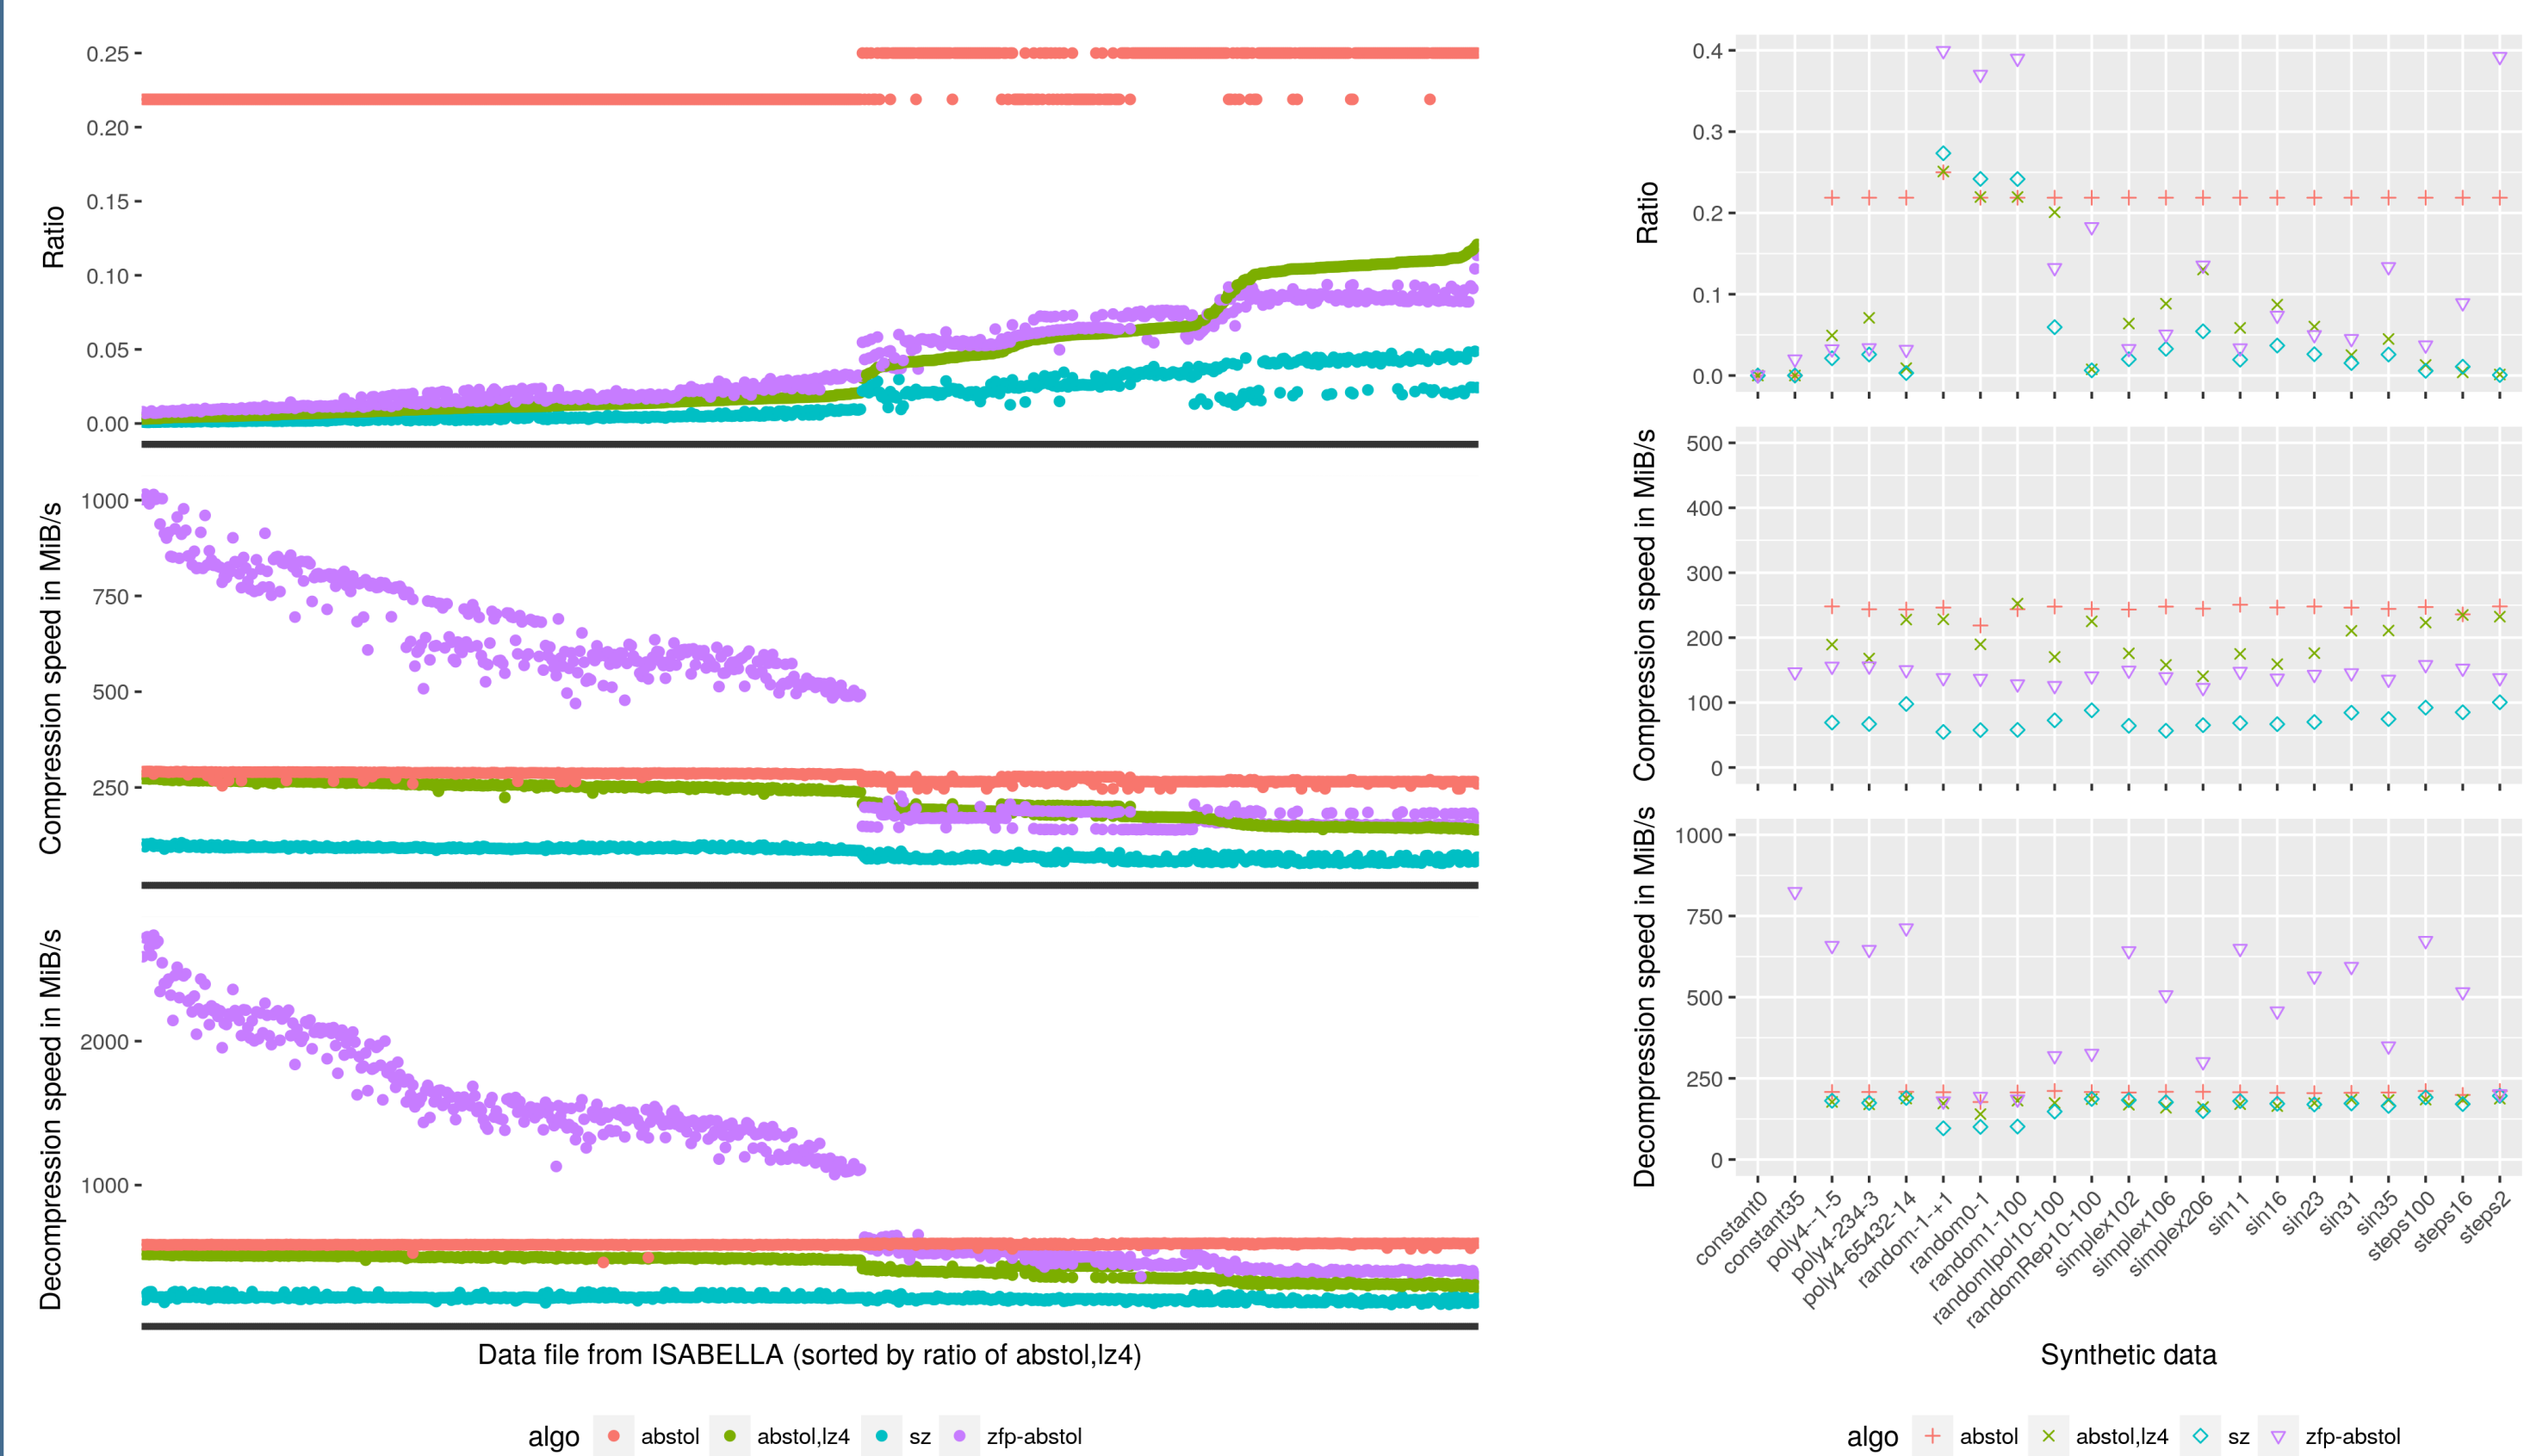 0.25
0.20
0.15
0.10
0.05
0.00
Ratio
1000
750
500
250
Compression speed in MiB/s
2000
1000
Decompression speed in MiB/s
Data file from ISABELLA (sorted by ratio of abstol,lz4)
algo abstol abstol,lz4 sz zfp-abstol
0.4
0.3
0.2
0.1
0.0
Ratio
500
400
300
200
100
0
Compression speed in MiB/s
1000
750
500
250
0
Decompression speed in MiB/s
constant0
constant35
poly4--1-5
poly4-234-3
poly4-65432-14
random-1-+1
random0-1
random1-100
randomIpol10-100
randomRep10-100
simplex102
simplex106
simplex206
sin11
sin16
sin23
sin31
sin35
steps100
steps16
steps2
Synthetic data
algo abstol abstol,lz4 sz zfp-abstol